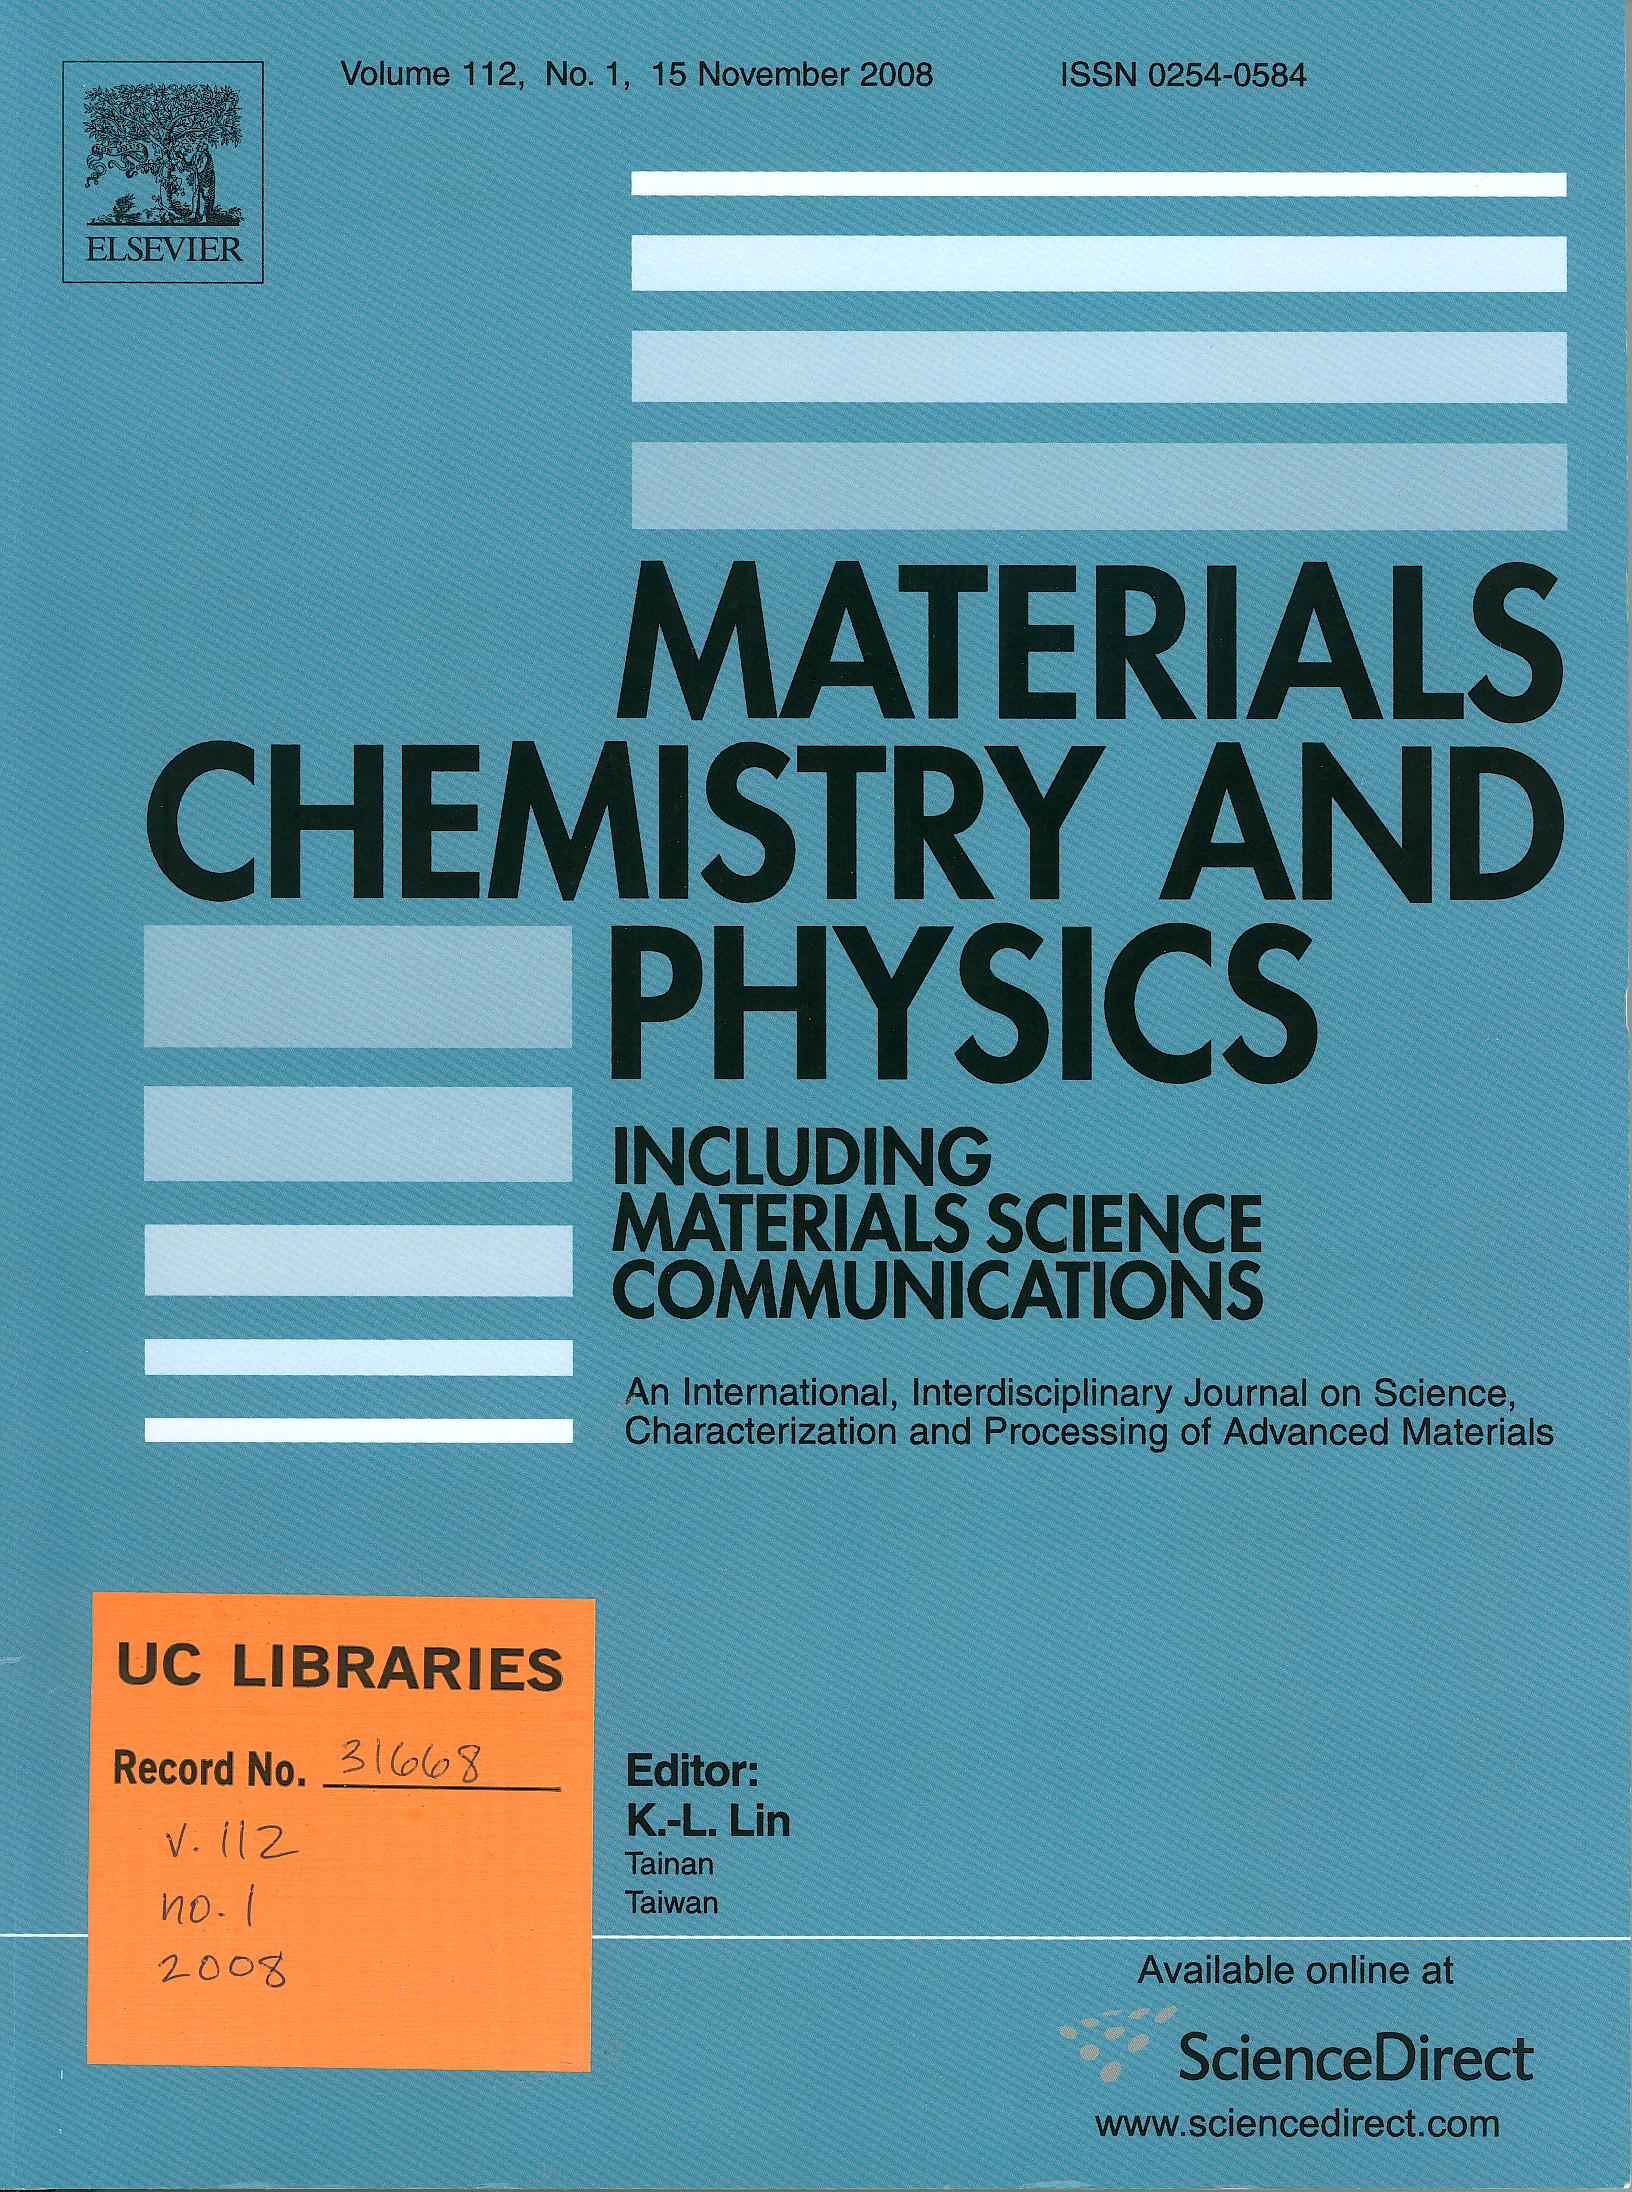 Volume 112, No. 1, 15 November 2008 ISSN 0254-0584
ELSEVIER
MATERIALS
CHEMISTRY AND
PHYSICS
INCLUDING
MATERIALS SCIENCE
COMMUNICATIONS
An International, Interdisciplinary Journal on Science,
Characterization and Processing of Advanced Materials
UC LIBRARIES
Record No. 31668
v. 112
no. 1
2008
Editor:
K.-L. Lin
Tainan
Taiwan
Available online at
ScienceDirect
www.sciencedirect.com